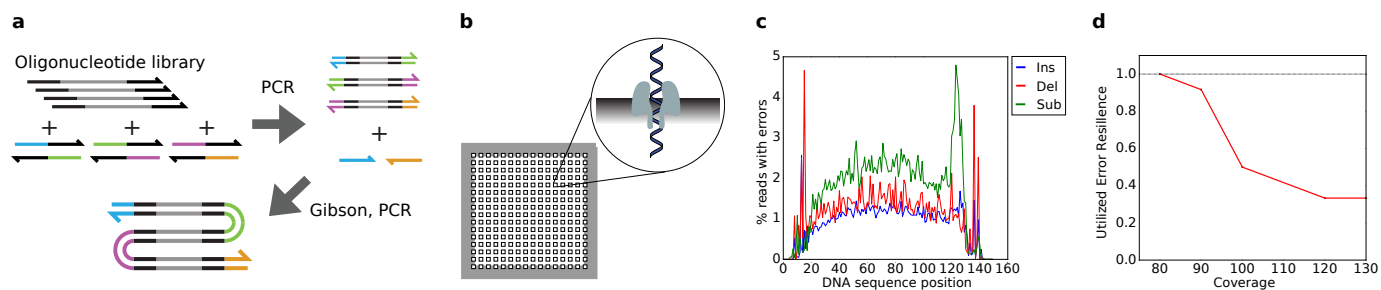 a
Oligonucleotide library
PCR
+ + +
+
Gibson, PCR
b
c
% reads with errors
5
4
3
2
1
0
0 20 40 60 80 100 120 140 160
DNA sequence position
Ins
Del
Sub
d
Utilized Error Resillence
1.0
0.8
0.6
0.4
0.2
0.0
80 90 100 110 120 130
Coverage